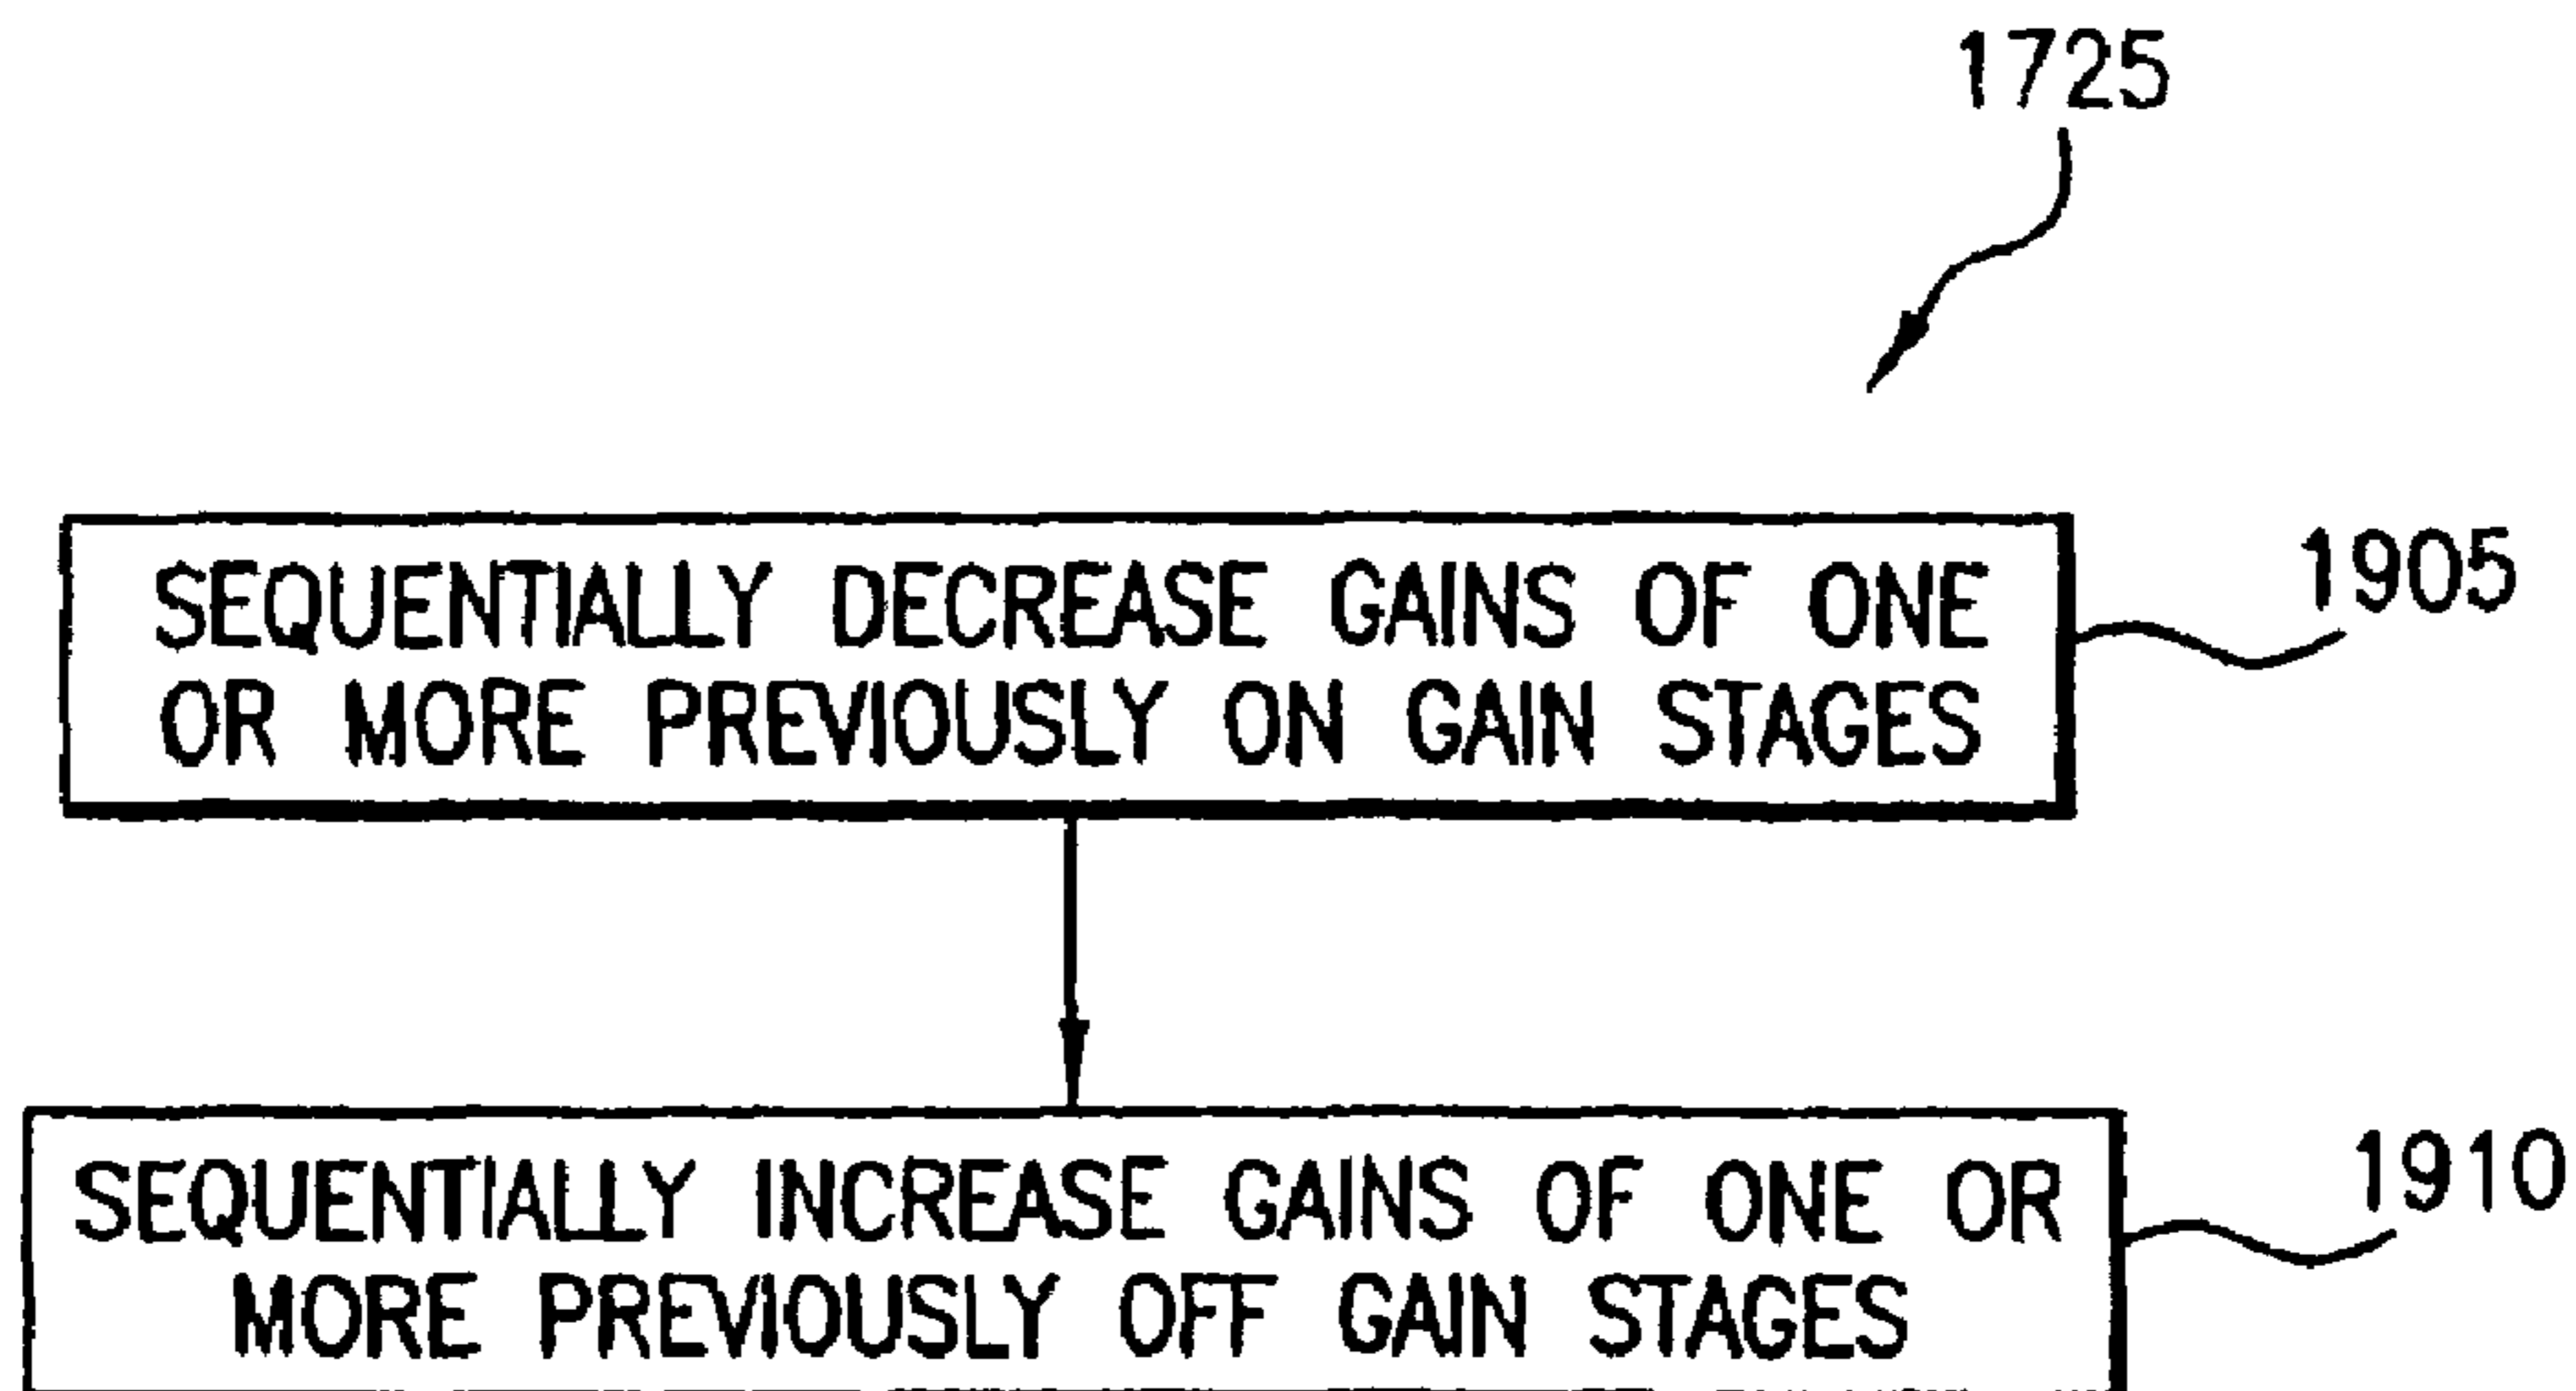 1725
SEQUENTIALLY DECREASE GAINS OF ONE
OR MORE PREVIOUSLY ON GAIN STAGES
1905
SEQUENTIALLY INCREASE GAINS OF ONE OR
MORE PREVIOUSLY OFF GAIN STAGES
1910